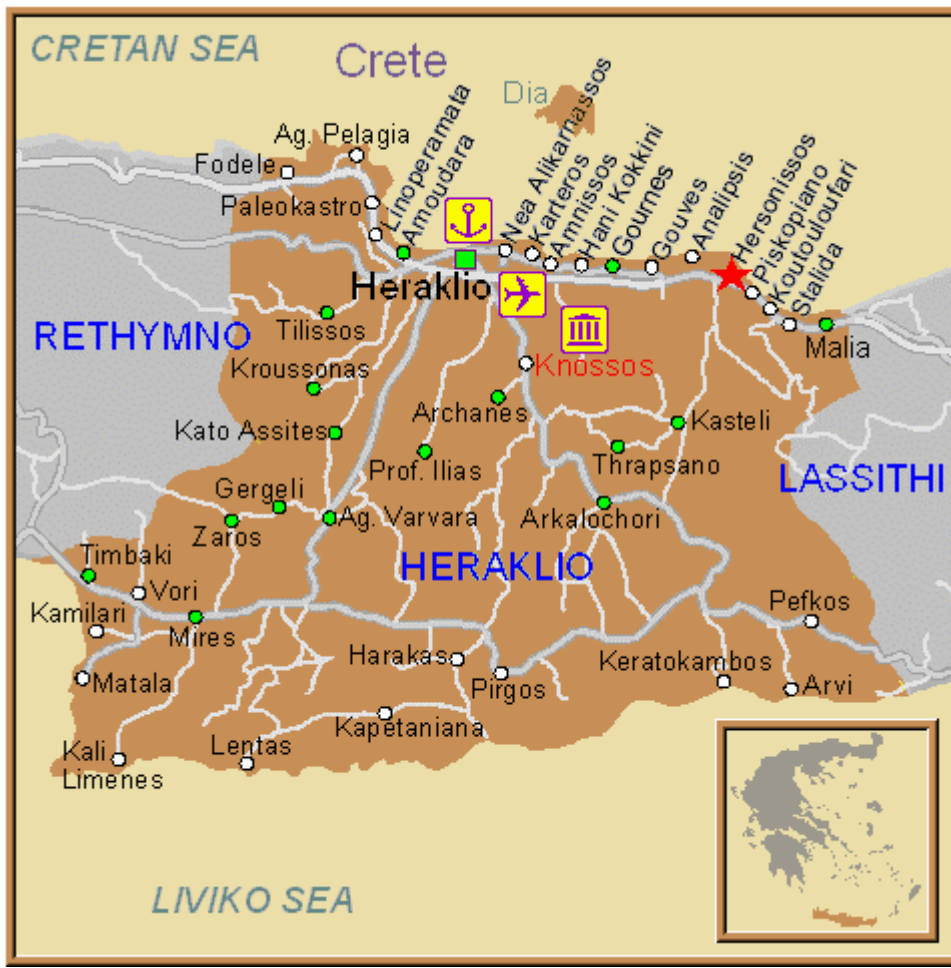 CRETAN SEA
Crete
Dia
Ag. Pelagia
Fodele
Paleokastro
Linoperamata
Amoudara
Nea Alikarnassos
Karteros
Amnissos
Hani Kokkini
Gournes
Gouves
Analipsis
Hersonissos
Piskopiano
Koutouloufari
Stalida
Malia
Heraklio
RETHYMNO
Tilissos
Kroussonas
Knossos
Archanes
Kato Assites
Prof. Ilias
Kasteli
Thrapsano
LASSITHI
Gergeli
Zaros
Ag. Varvara
Arkalochori
HERAKLIO
Timbaki
Vori
Kamilari
Mires
Pefkos
Matala
Harakas
Pirgos
Keratokambos
Arvi
Kapetaniana
Lentas
Kali
Limenes
LIVIKO SEA